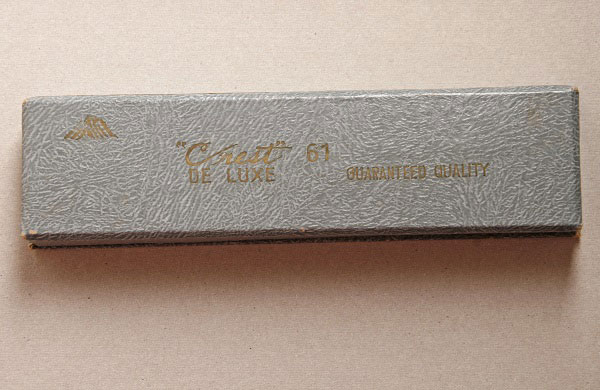 "Crest" 61
DE LUXE GUARANTEED QUALITY